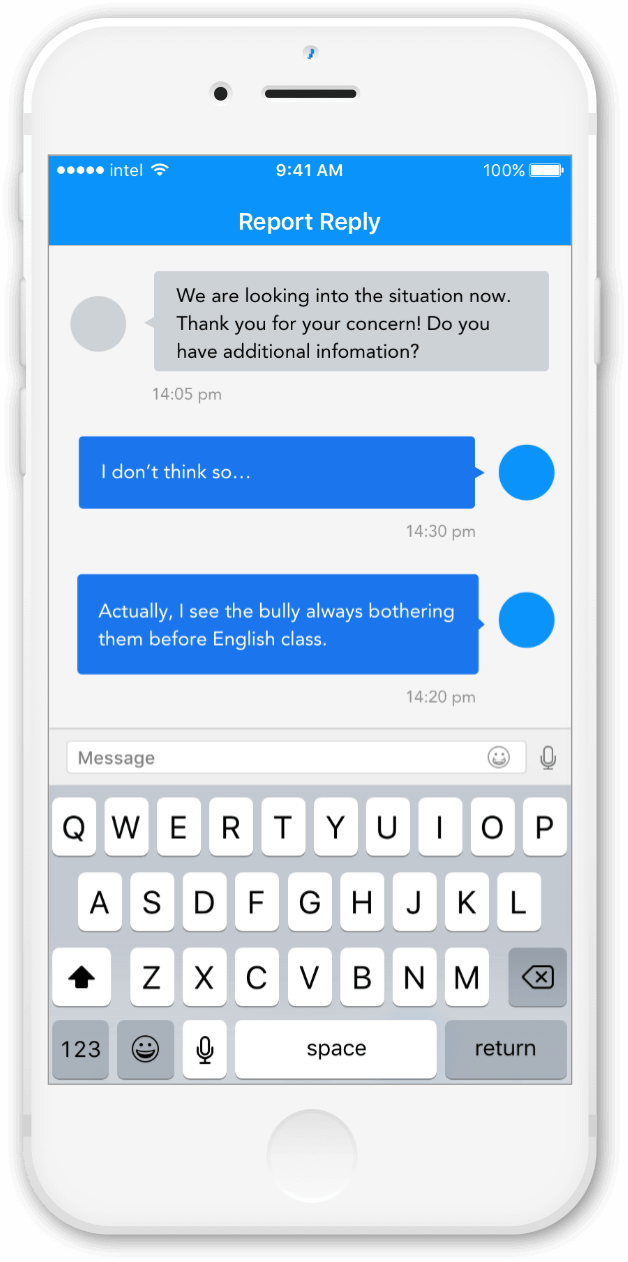 intel 9:41 AM 100%
Report Reply
We are looking into the situation now.
Thank you for your concern! Do you
have additional infomation?
14:05 pm
I don’t think so...
14:30 pm
Actually, I see the bully always bothering
them before English class.
14:20 pm
Message
Q W E R T Y U I O P
A S D F G H J K L
Z X C V B N M
123 space return